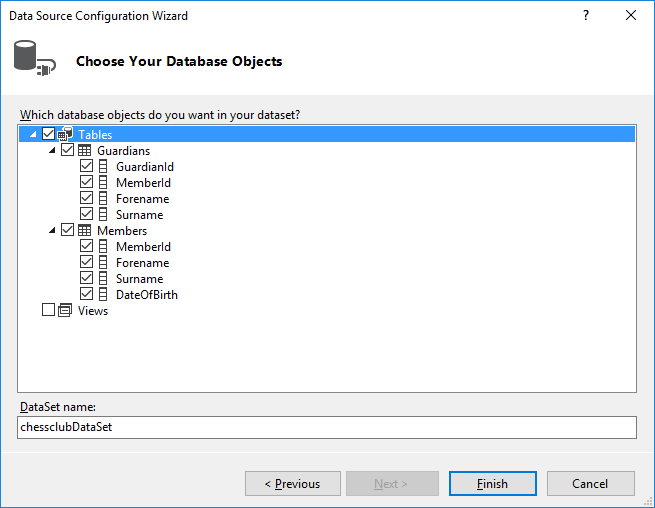 Data Source Configuration Wizard ?
Choose Your Database Objects
Which database objects do you want in your dataset?
Tables
Guardians
GuardianId
MemberId
Forename
Surname
Members
MemberId
Forename
Surname
DateOfBirth
Views
DataSet name:
chessclubDataSet
< Previous Next > Finish Cancel